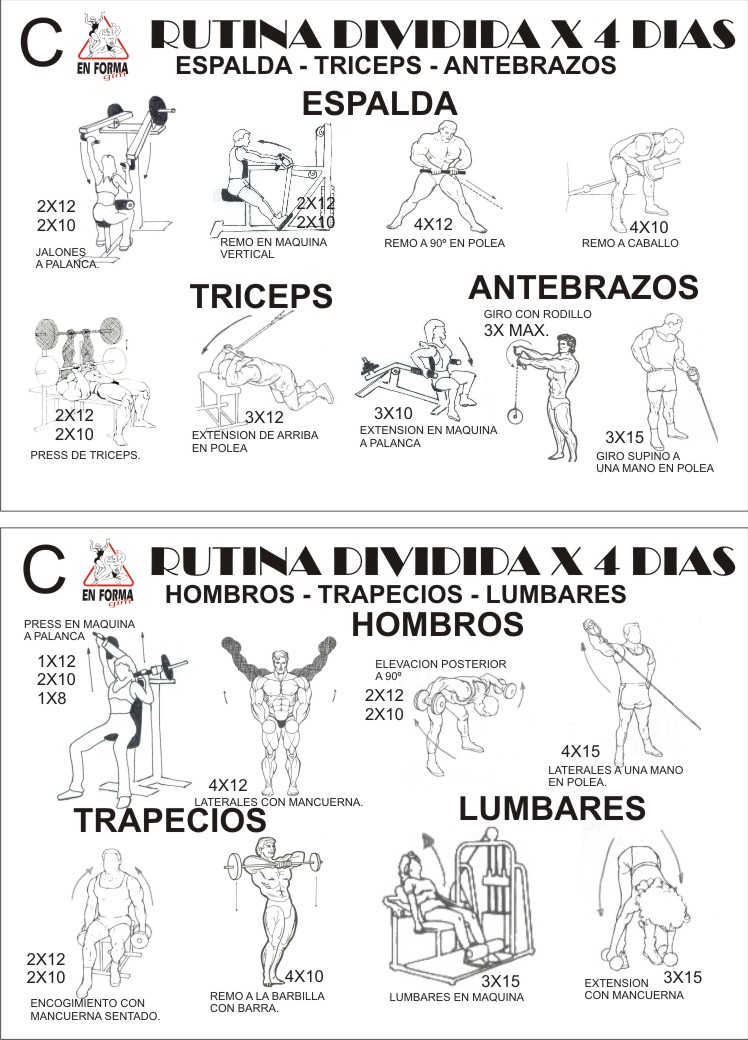 C
EN FORMA
gim
RUTINA DIVIDIDA X 4 DIAS
ESPALDA - TRICEPS - ANTEBRAZOS
ESPALDA
2X12
2X10
JALONES
A PALANCA.
2X12
2X10
REMO EN MAQUINA
VERTICAL
4X12
REMO A 90º EN POLEA
4X10
REMO A CABALLO
TRICEPS
2X12
2X10
PRESS DE TRICEPS.
3X12
EXTENSION DE ARRIBA
EN POLEA
3X10
EXTENSION EN MAQUINA
A PALANCA
ANTEBRAZOS
GIRO CON RODILLO
3X MAX.
3X15
GIRO SUPINO A
UNA MANO EN POLEA
C
EN FORMA
gim
RUTINA DIVIDIDA X 4 DIAS
HOMBROS - TRAPECIOS - LUMBARES
HOMBROS
PRESS EN MAQUINA
A PALANCA
1X12
2X10
1X8
4X12
LATERALES CON MANCUERNA.
ELEVACION POSTERIOR
A 90º
2X12
2X10
4X15
LATERALES A UNA MANO
EN POLEA.
TRAPECIOS
2X12
2X10
ENCOGIMIENTO CON
MANCUERNA SENTADO.
4X10
REMO A LA BARBILLA
CON BARRA.
LUMBARES
3X15
LUMBARES EN MAQUINA
EXTENSION 3X15
CON MANCUERNA